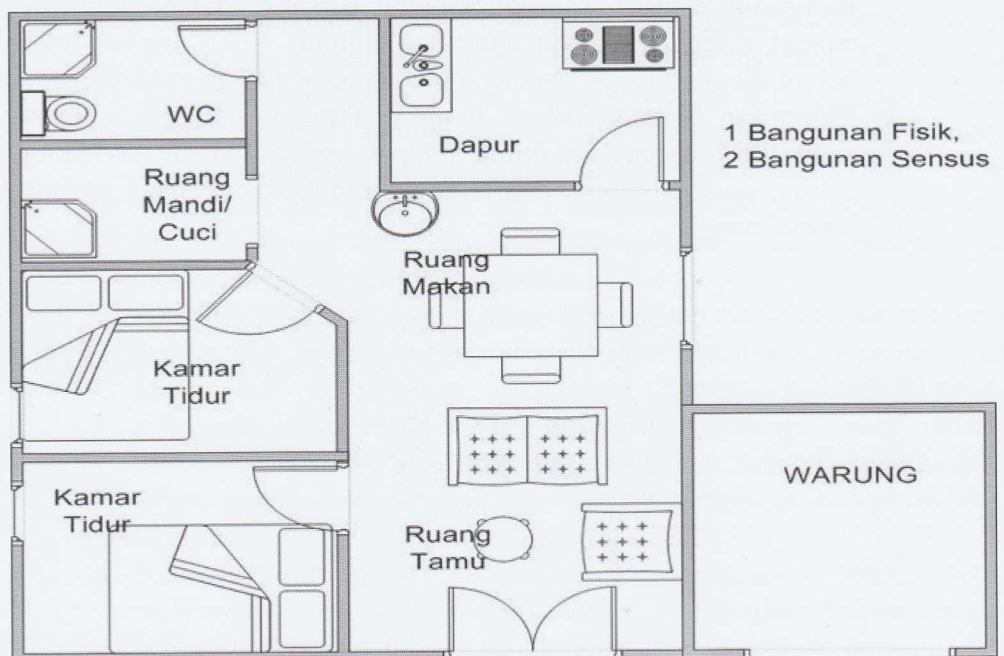 WC
Dapur
1 Bangunan Fisik,
2 Bangunan Sensus
Ruang
Mandi/
Cuci
Ruang
Makan
Kamar
Tidur
WARUNG
Kamar
Tidur
Ruang
Tamu